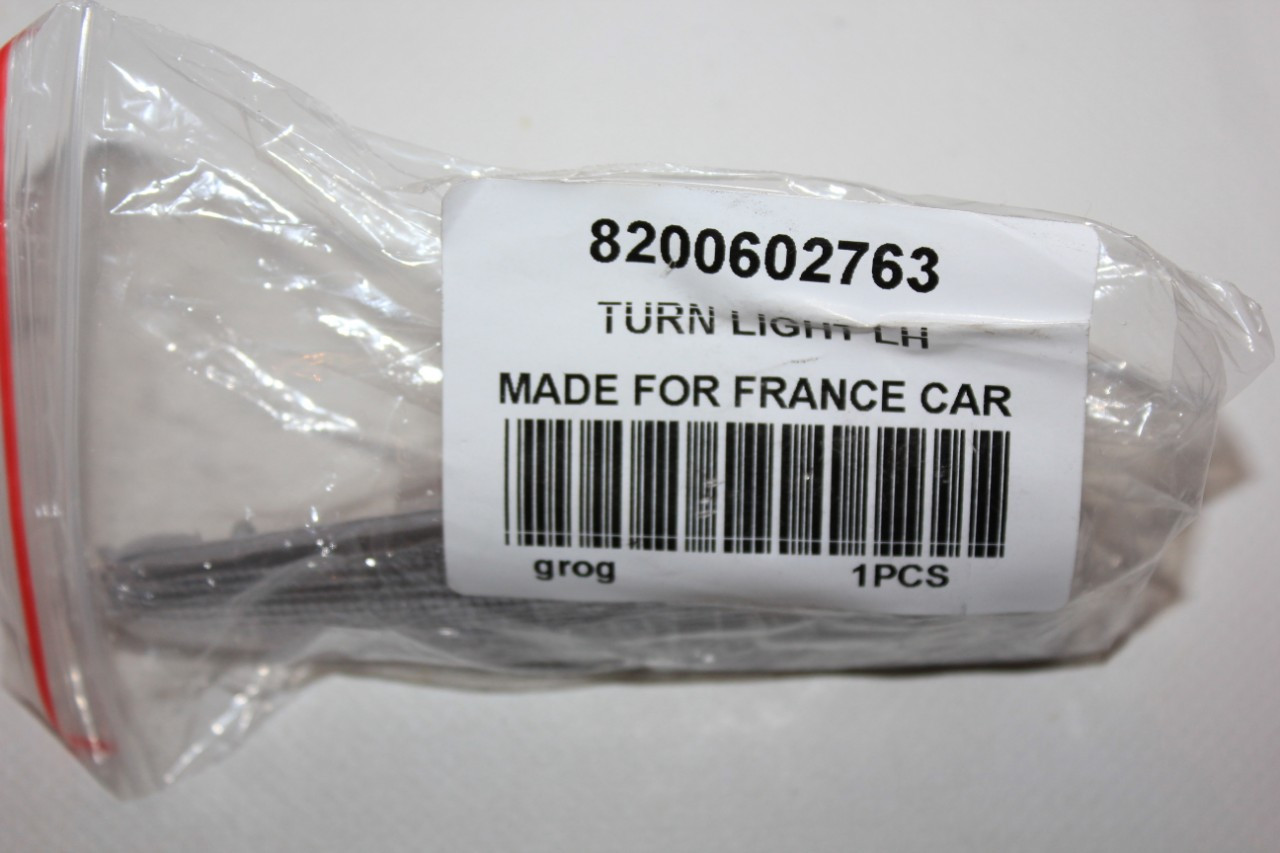 8200602763
TURN LIGHT LH
MADE FOR FRANCE CAR
grog 1PCS